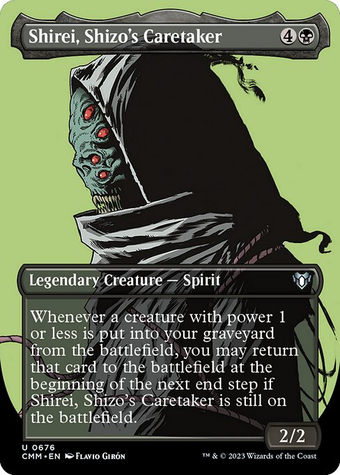 Shirei, Shizo's Caretaker 4
Legendary Creature — Spirit
Whenever a creature with power 1
or less is put into your graveyard
from the battlefield, you may return
that card to the battlefield at the
beginning of the next end step if
Shirei, Shizo's Caretaker is still on
the battlefield.
2/2
U 0676
CMM • EN Flavio Girón
™ & © 2023 Wizards of the Coast